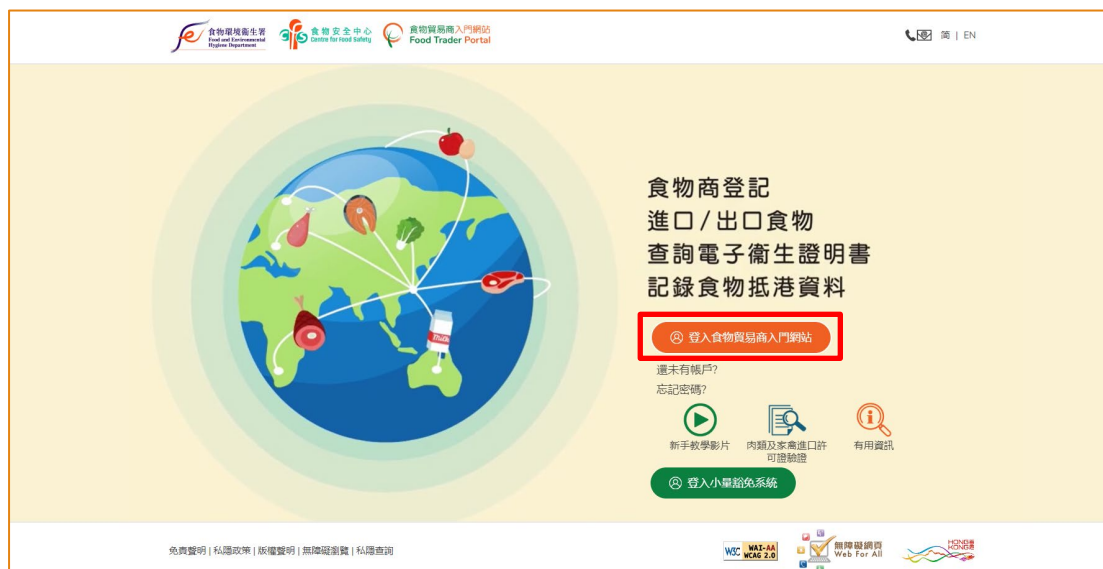 食物環境衞生署
Food and Environmental
Hygiene Department
cfs
食物安全中心
Centre for Food Safety
食物貿易商入門網站
Food Trader Portal
简 | EN
食物商登記
進口/出口食物
查詢電子衞生證明書
記錄食物抵港資料
登入食物貿易商入門網站
還未有帳戶?
忘記密碼?
新手教學影片
肉類及家禽進口許
可證驗證
有用資訊
登入小量豁免系統
Milk
免責聲明 | 私隱政策 | 版權聲明 | 無障礙瀏覽 | 私隱查詢
W3C WAI-AA
WCAG 2.0
無障礙網頁
Web For All
HONG
KONG